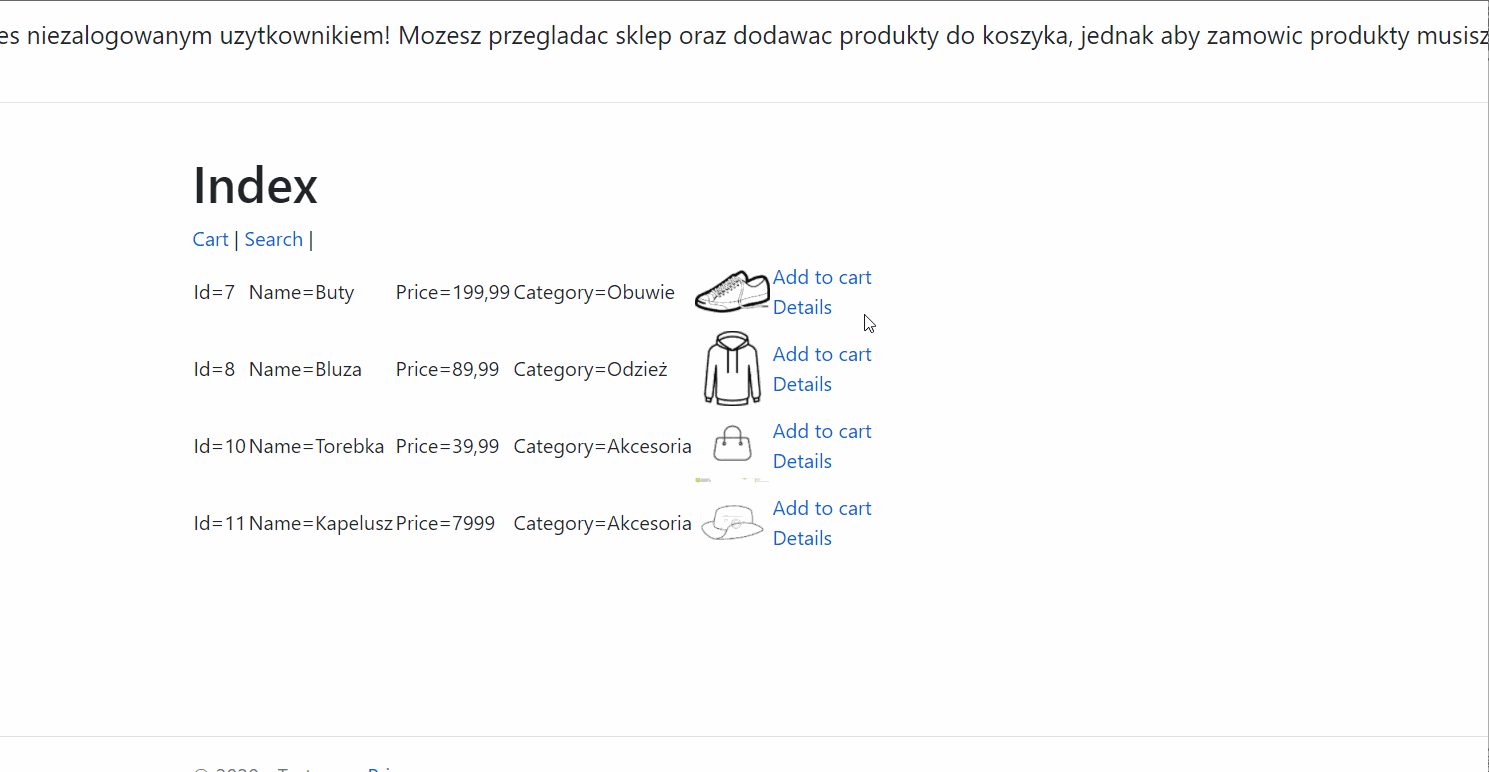 es niezalogowanym uzytkownikiem! Mozesz przegladac sklep oraz dodawac produkty do koszyka, jednak aby zamowic produkty musisz
Index
Cart | Search |
Id=7 Name=Buty Price=199,99 Category=Obuwie Add to cart
Details
Id=8 Name=Bluza Price=89,99 Category=Odzież Add to cart
Details
Id=10 Name=Torebka Price=39,99 Category=Akcesoria Add to cart
Details
Id=11 Name=Kapelusz Price=7999 Category=Akcesoria Add to cart
Details